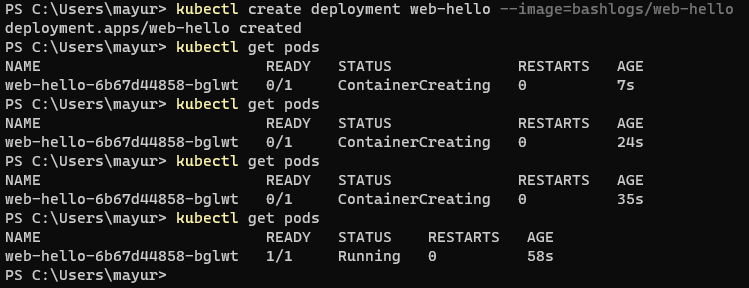 PS C:\Users\mayur> kubectl create deployment web-hello --image=bashlogs/web-hello
deployment.apps/web-hello created
PS C:\Users\mayur> kubectl get pods
NAME                         READY   STATUS              RESTARTS   AGE
web-hello-6b67d44858-bglwt   0/1     ContainerCreating   0          7s
PS C:\Users\mayur> kubectl get pods
NAME                         READY   STATUS              RESTARTS   AGE
web-hello-6b67d44858-bglwt   0/1     ContainerCreating   0          24s
PS C:\Users\mayur> kubectl get pods
NAME                         READY   STATUS              RESTARTS   AGE
web-hello-6b67d44858-bglwt   0/1     ContainerCreating   0          35s
PS C:\Users\mayur> kubectl get pods
NAME                         READY   STATUS    RESTARTS   AGE
web-hello-6b67d44858-bglwt   1/1     Running   0          58s
PS C:\Users\mayur>